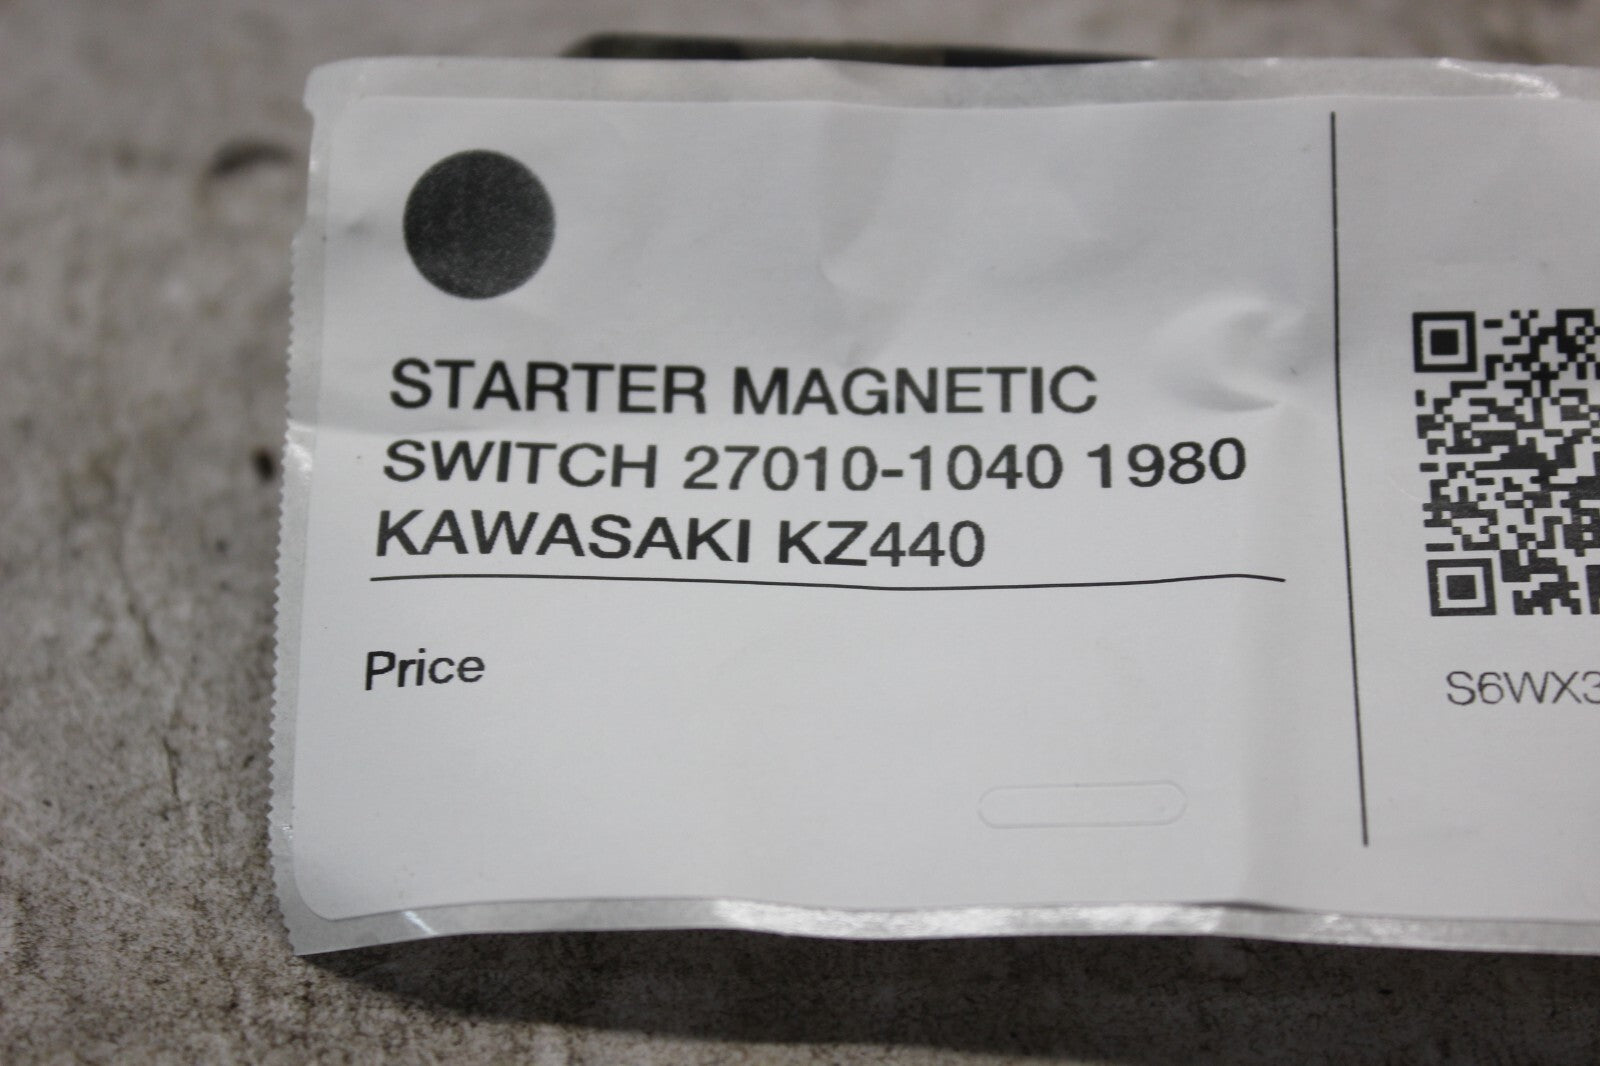 STARTER MAGNETIC
SWITCH 27010-1040 1980
KAWASAKI KZ440
Price
S6WX3